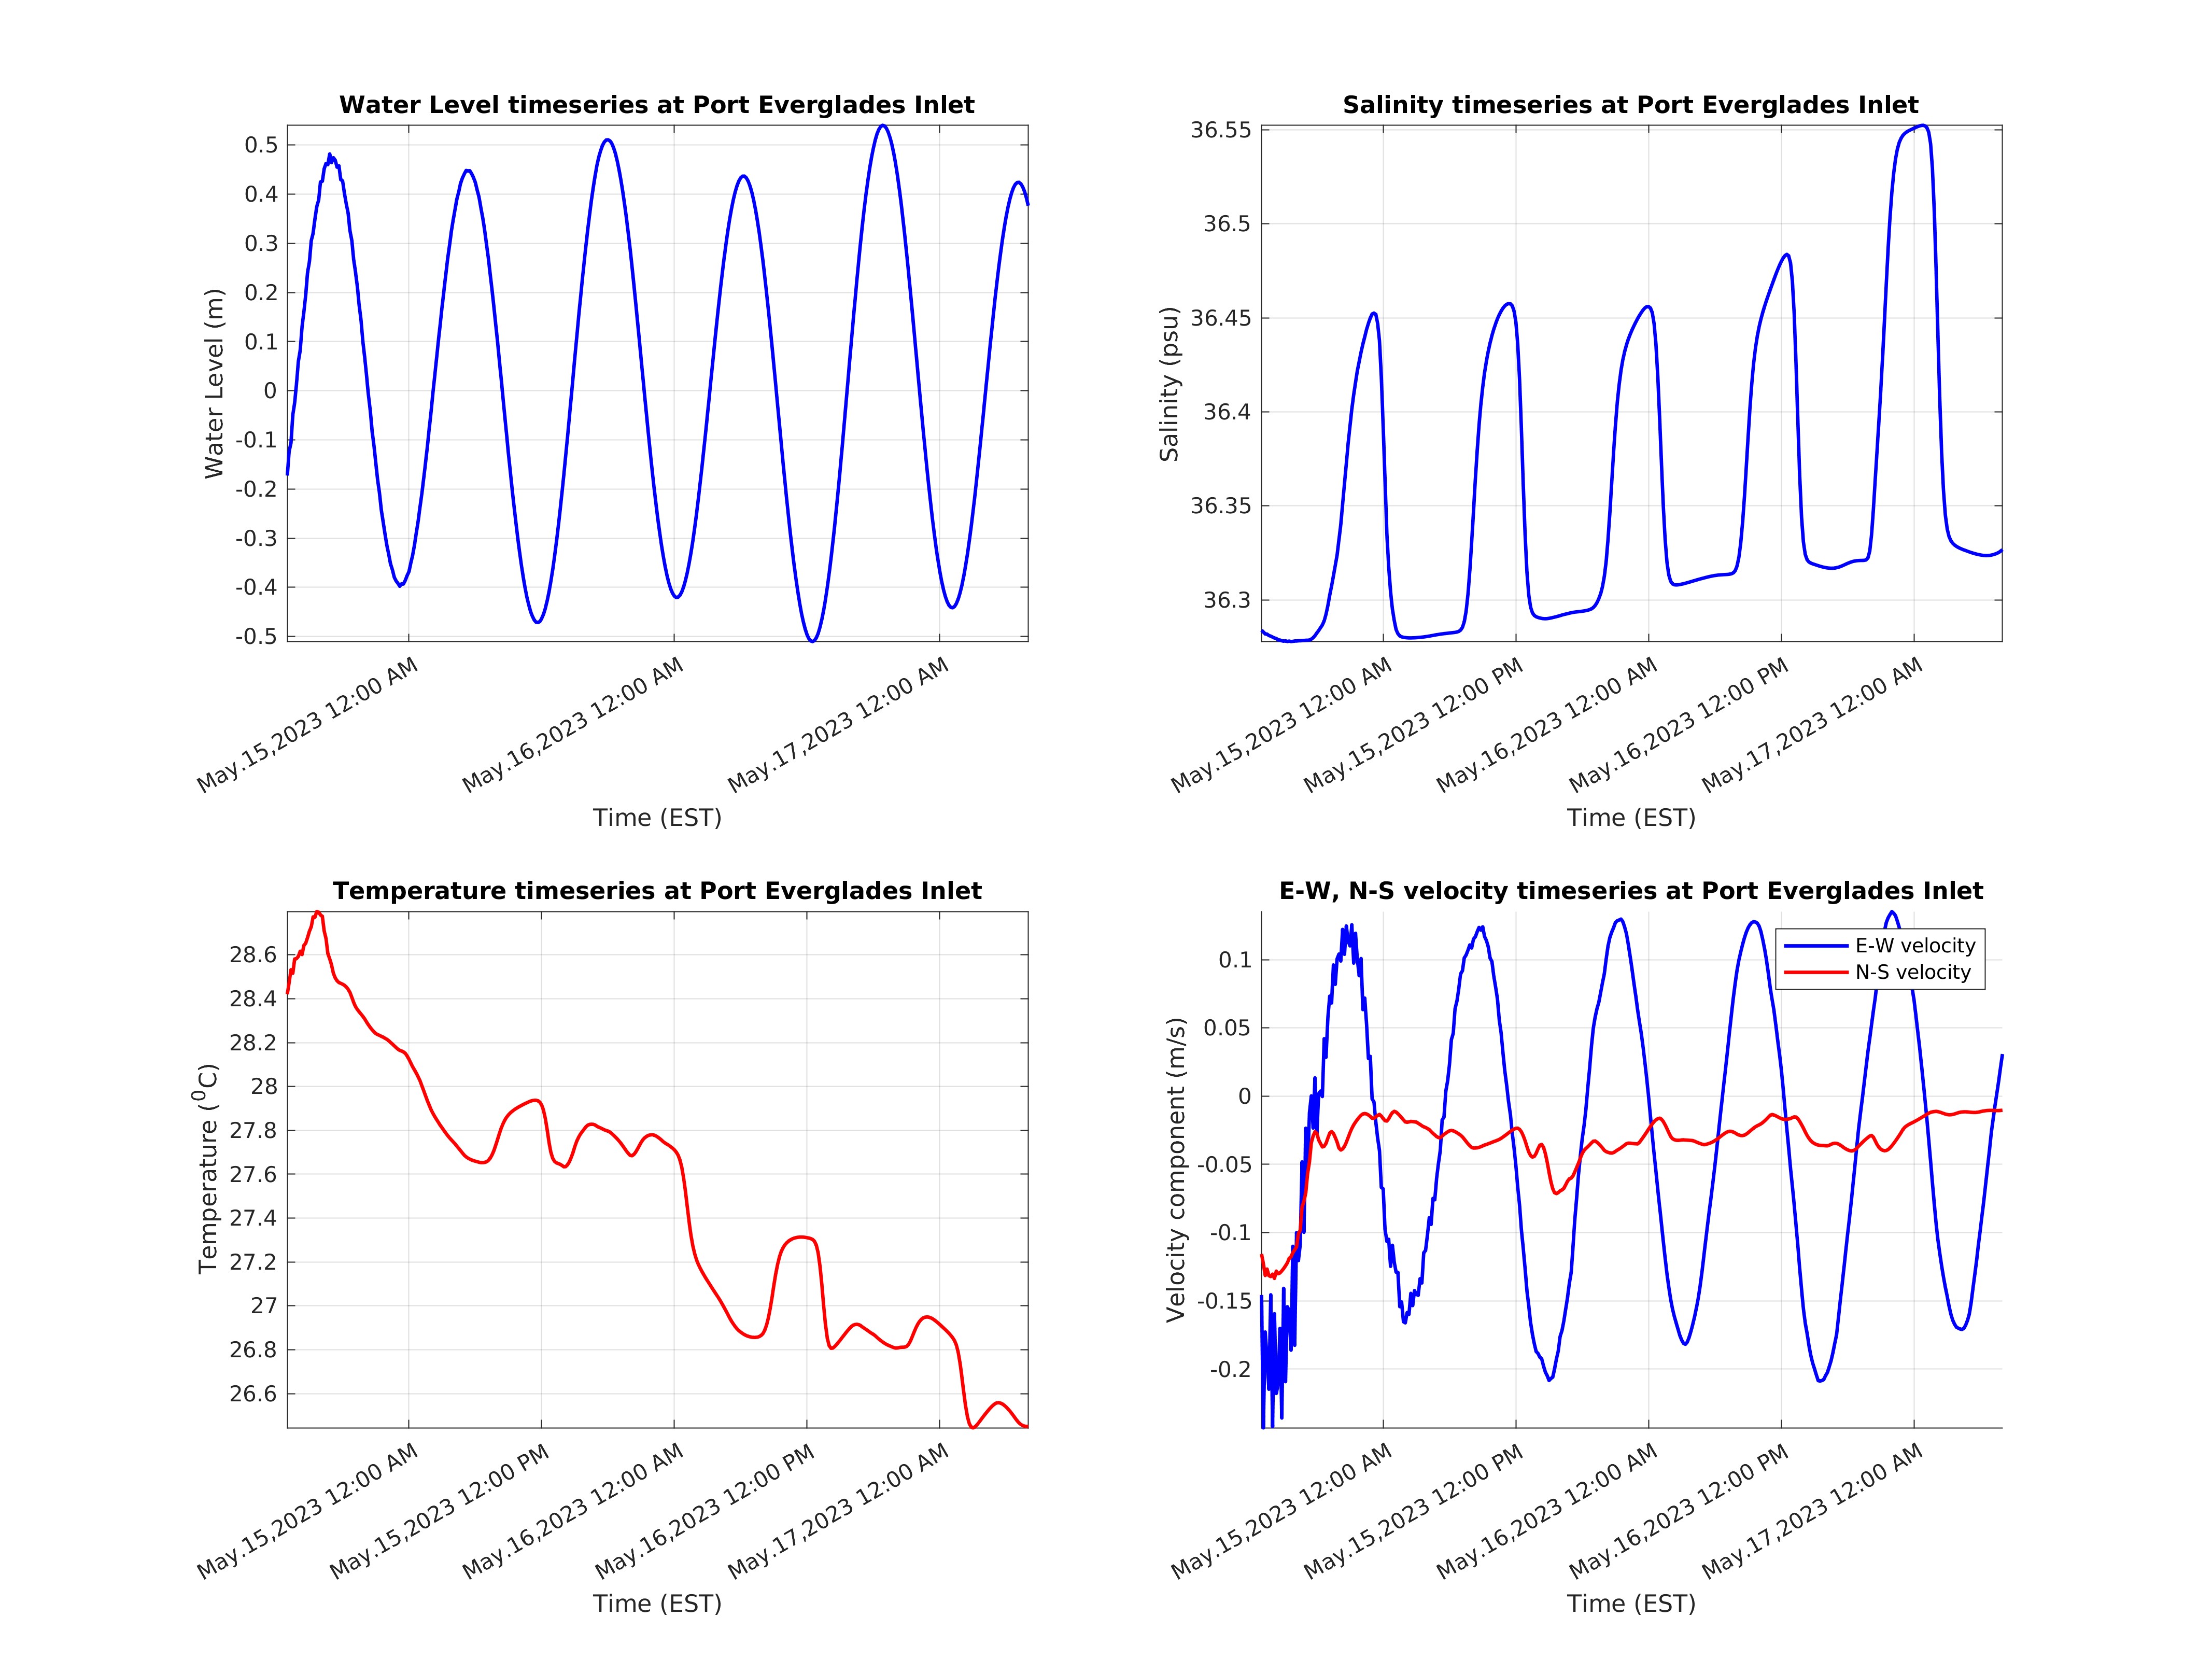 Water Level timeseries at Port Everglades Inlet
Water Level (m)
0.5
0.4
0.3
0.2
0.1
0
-0.1
-0.2
-0.3
-0.4
-0.5
May.15,2023 12:00 AM
May.16,2023 12:00 AM
May.17,2023 12:00 AM
Time (EST)
Salinity timeseries at Port Everglades Inlet
Salinity (psu)
36.55
36.5
36.45
36.4
36.35
36.3
May.15,2023 12:00 AM
May.15,2023 12:00 PM
May.16,2023 12:00 AM
May.16,2023 12:00 PM
May.17,2023 12:00 AM
Time (EST)
Temperature timeseries at Port Everglades Inlet
Temperature (⁰C)
28.6
28.4
28.2
28
27.8
27.6
27.4
27.2
27
26.8
26.6
May.15,2023 12:00 AM
May.15,2023 12:00 PM
May.16,2023 12:00 AM
May.16,2023 12:00 PM
May.17,2023 12:00 AM
Time (EST)
E-W, N-S velocity timeseries at Port Everglades Inlet
Velocity component (m/s)
0.1
0.05
0
-0.05
-0.1
-0.15
-0.2
E-W velocity
N-S velocity
May.15,2023 12:00 AM
May.15,2023 12:00 PM
May.16,2023 12:00 AM
May.16,2023 12:00 PM
May.17,2023 12:00 AM
Time (EST)